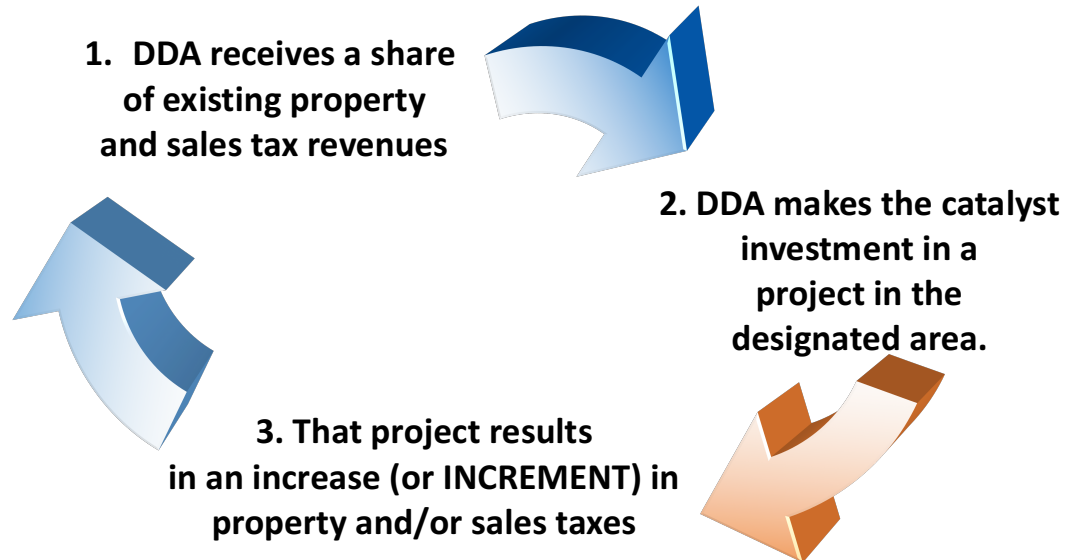 1. DDA receives a share
of existing property
and sales tax revenues
2. DDA makes the catalyst
investment in a
project in the
designated area.
3. That project results
in an increase (or INCREMENT) in
property and/or sales taxes